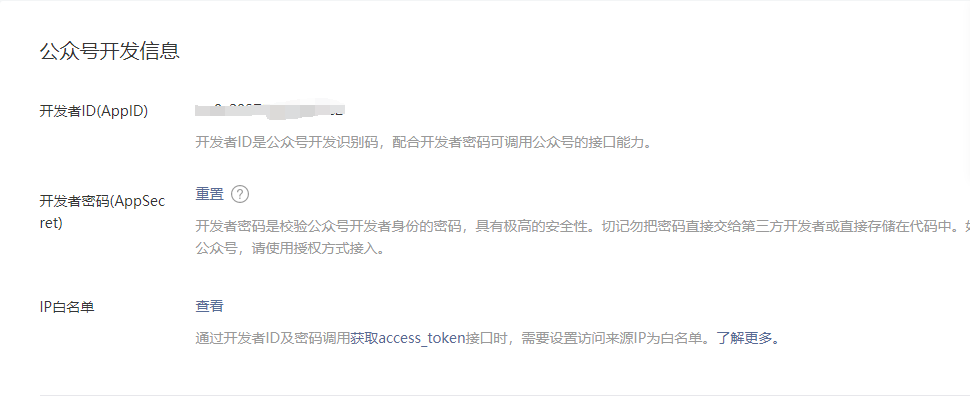 公众号开发信息
开发者ID(AppID)
开发者ID是公众号开发识别码，配合开发者密码可调用公众号的接口能力。
开发者密码(AppSec
ret)
重置 ?
开发者密码是校验公众号开发者身份的密码，具有极高的安全性。切记勿把密码直接交给第三方开发者或直接存储在代码中。
公众号，请使用授权方式接入。
IP白名单
查看
通过开发者ID及密码调用获取access_token接口时，需要设置访问来源IP为白名单。了解更多。